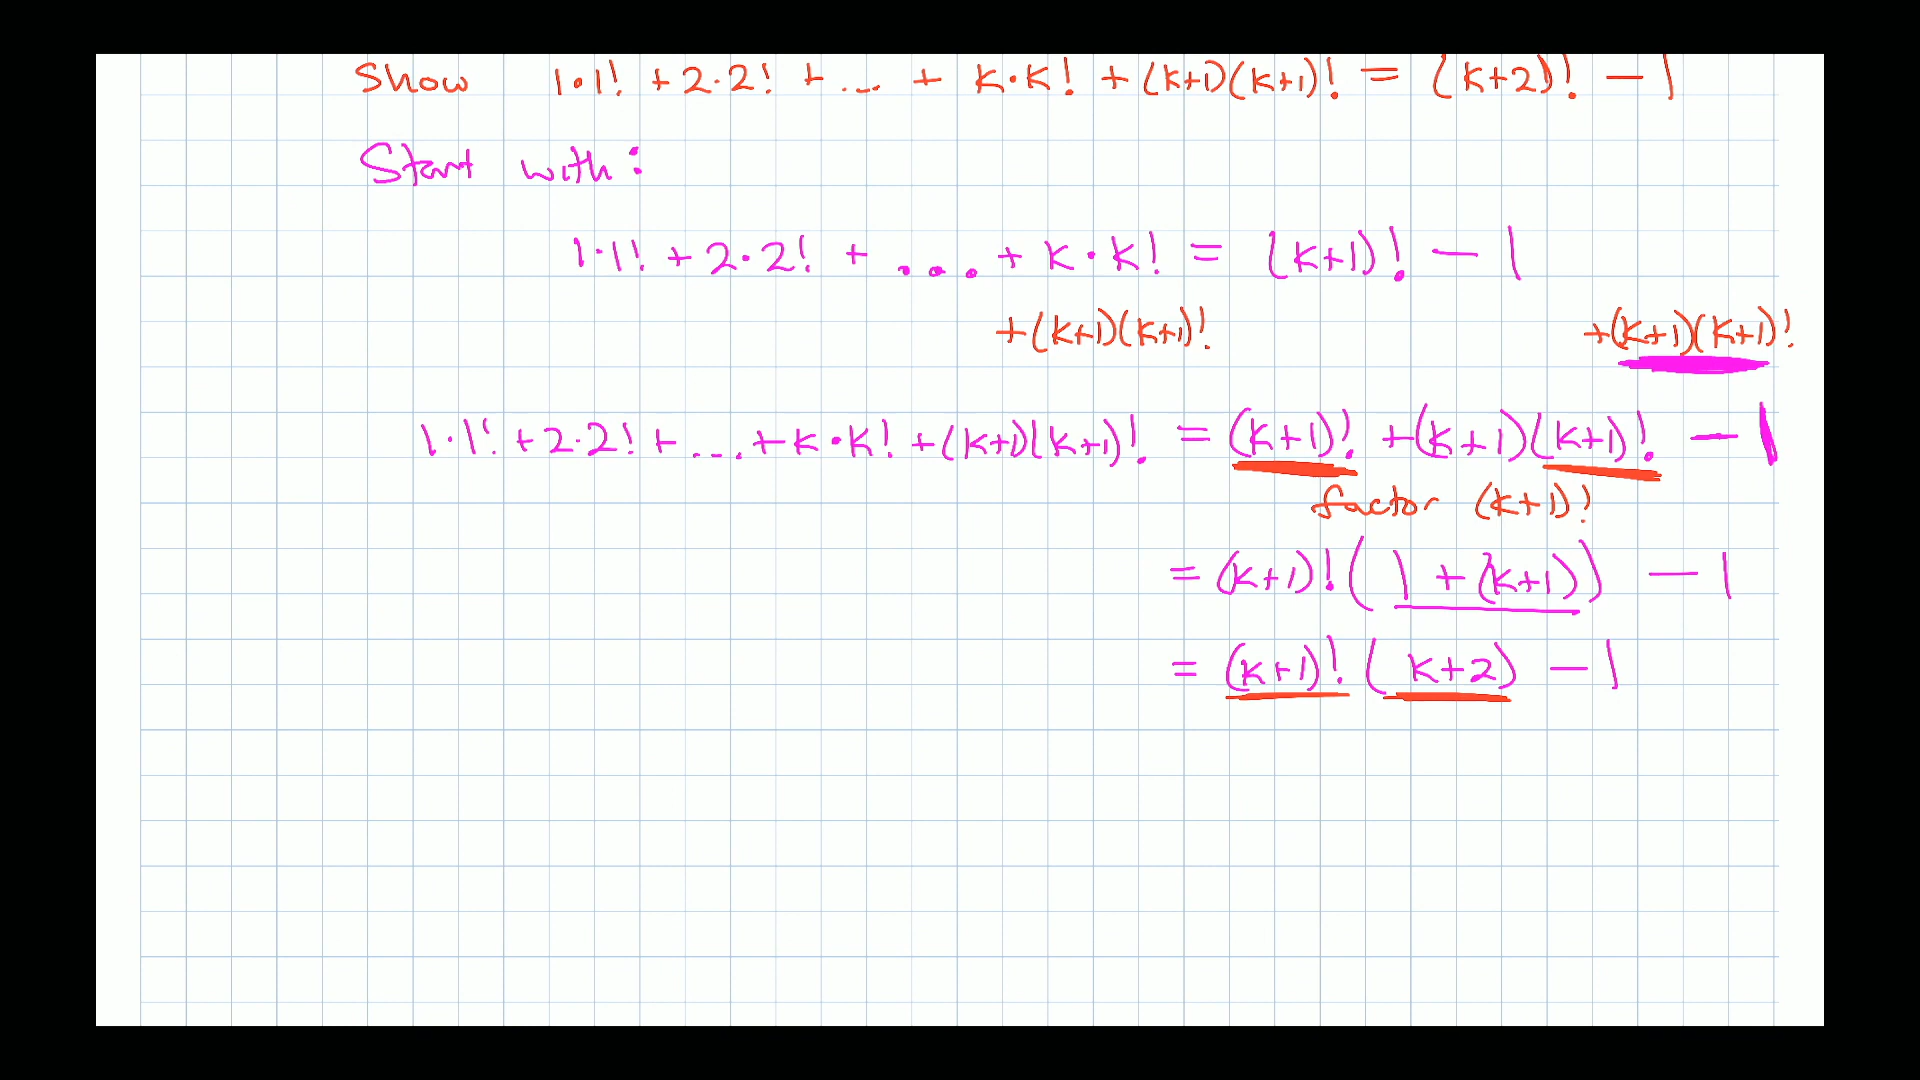 Show 1·1! + 2·2! + ... + k·k! + (k+1)(k+1)! = (k+2)! - 1
Start with:
1·1! + 2·2! + ... + k·k! = (k+1)! - 1
+(k+1)(k+1)! +(k+1)(k+1)!
1·1! + 2·2! + ... + k·k! + (k+1)(k+1)! = (k+1)! + (k+1)(k+1)! - 1
factor (k+1)!
= (k+1)! (1 + (k+1)) - 1
= (k+1)! (k+2) - 1